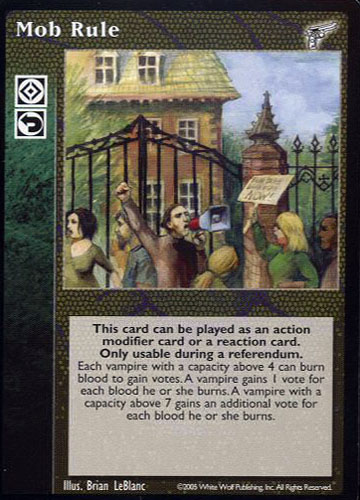 Mob Rule
This card can be played as an action
modifier card or a reaction card.
Only usable during a referendum.
Each vampire with a capacity above 4 can burn
blood to gain votes. A vampire gains 1 vote for
each blood he or she burns. A vampire with a
capacity above 7 gains an additional vote for
each blood he or she burns.
Illus. Brian LeBlanc
©2005 White Wolf Publishing, Inc. All Rights Reserved.